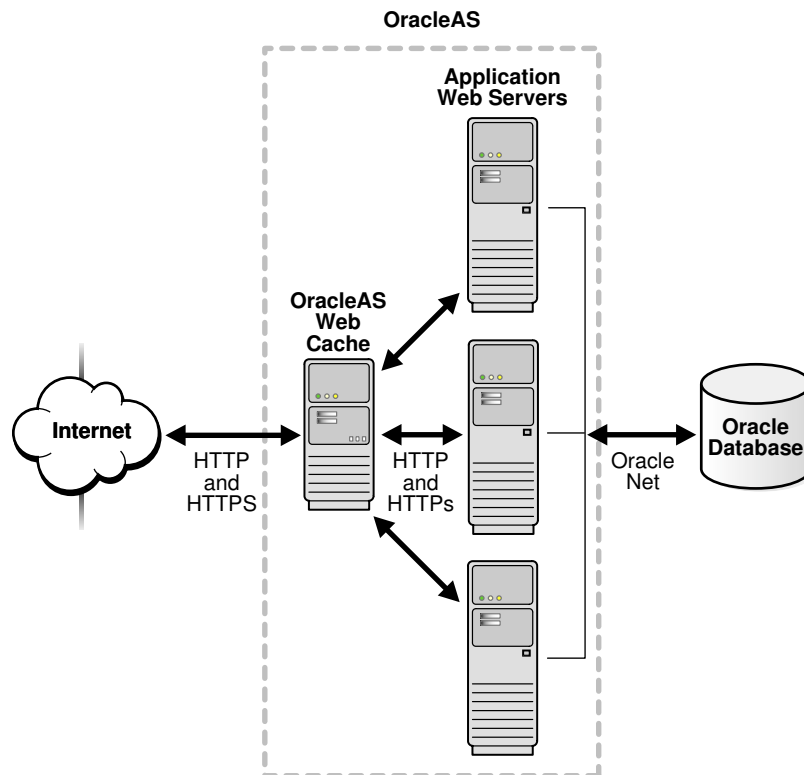 OracleAS
Application
Web Servers
OracleAS
Web
Cache
Internet
HTTP
and
HTTPS
HTTP
and
HTTPs
Oracle
Net
Oracle
Database